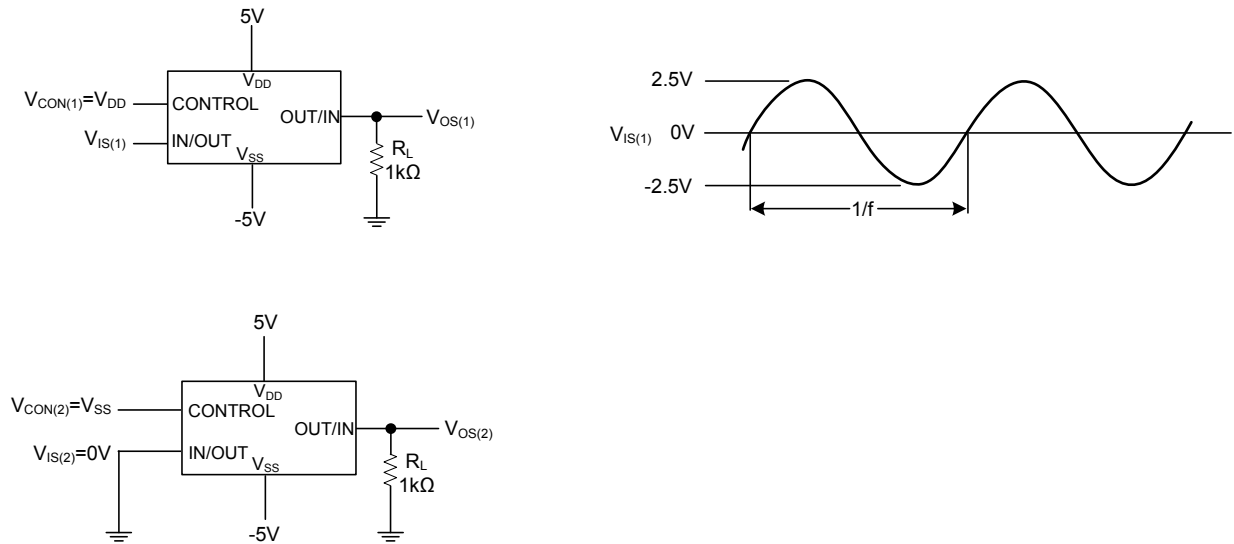 5V
VDD
VCON(1)=VDD
CONTROL
OUT/IN
VOS(1)
VIS(1)
IN/OUT
VSS
RL
1kΩ
-5V
2.5V
VIS(1) 0V
-2.5V
1/f
5V
VDD
VCON(2)=VSS
CONTROL
OUT/IN
VOS(2)
VIS(2)=0V
IN/OUT
VSS
RL
1kΩ
-5V